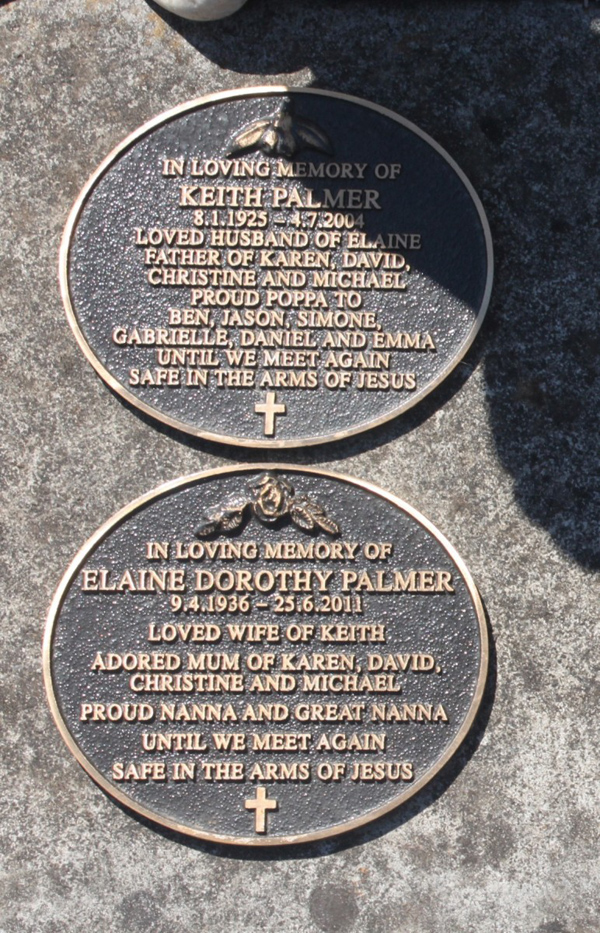 IN LOVING MEMORY OF
KEITH PALMER
8.1.1925 – 4.7.2004
LOVED HUSBAND OF ELAINE
FATHER OF KAREN, DAVID,
CHRISTINE AND MICHAEL
PROUD POPPA TO
BEN, JASON, SIMONE,
GABRIELLE, DANIEL AND EMMA
UNTIL WE MEET AGAIN
SAFE IN THE ARMS OF JESUS
IN LOVING MEMORY OF
ELAINE DOROTHY PALMER
9.4.1936 – 25.6.2011
LOVED WIFE OF KEITH
ADORED MUM OF KAREN, DAVID,
CHRISTINE AND MICHAEL
PROUD NANNA AND GREAT NANNA
UNTIL WE MEET AGAIN
SAFE IN THE ARMS OF JESUS